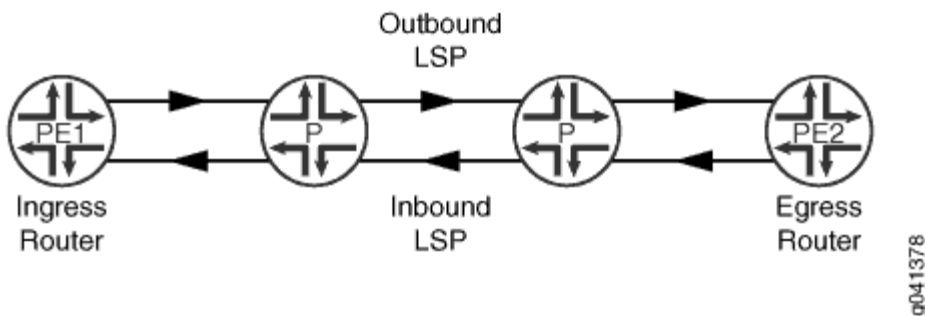 Outbound
LSP
PE1
P
P
PE2
Ingress
Router
Inbound
LSP
Egress
Router
g041378